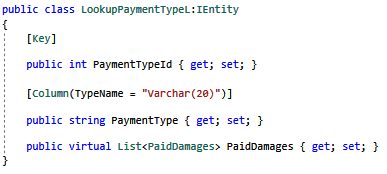 public class LookupPaymentTypeL:IEntity
{
[Key]
public int PaymentTypeId { get; set; }
[Column(TypeName = "Varchar(20)")]
public string PaymentType { get; set; }
public virtual List<PaidDamages> PaidDamages { get; set; }
}